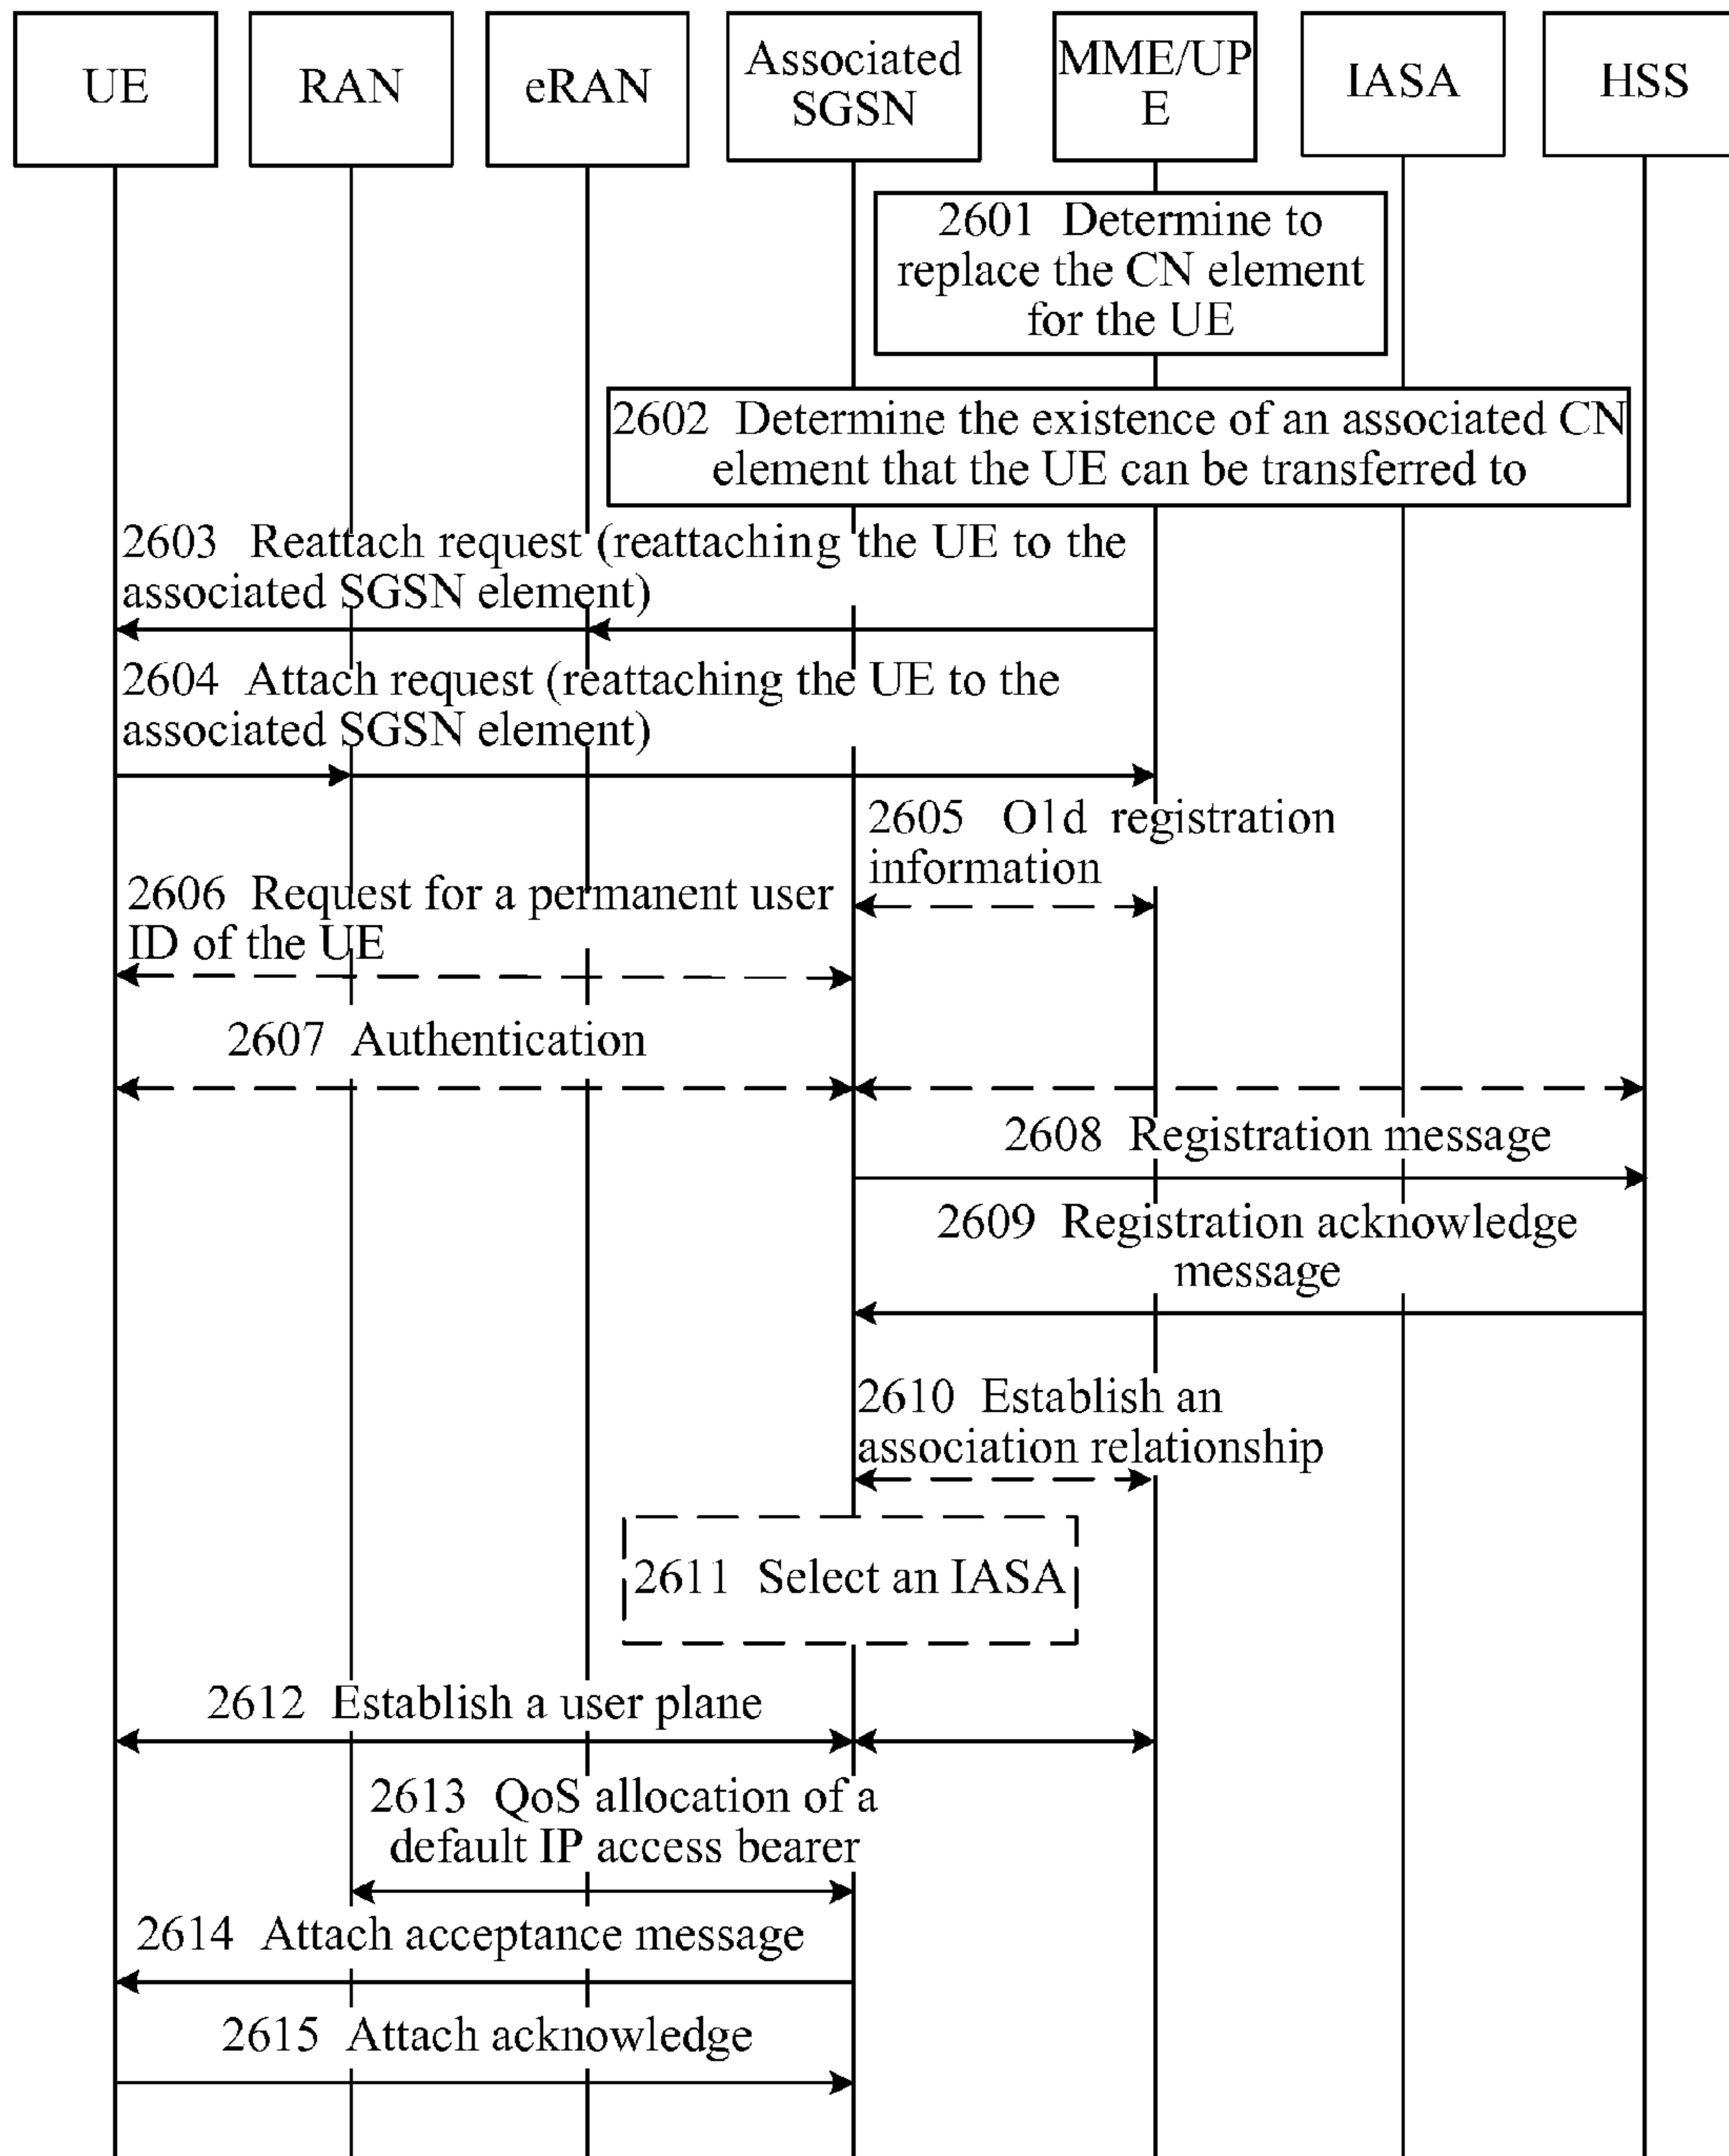 UE
RAN
eRAN
Associated
SGSN
MME/UP
E
IASA
HSS
2601 Determine to
replace the CN element
for the UE
2602 Determine the existence of an associated CN
element that the UE can be transferred to
2603 Reattach request (reattaching the UE to the
associated SGSN element)
2604 Attach request (reattaching the UE to the
associated SGSN element)
2605 Old registration
information
2606 Request for a permanent user
ID of the UE
2607 Authentication
2608 Registration message
2609 Registration acknowledge
message
2610 Establish an
association relationship
2611 Select an IASA
2612 Establish a user plane
2613 QoS allocation of a
default IP access bearer
2614 Attach acceptance message
2615 Attach acknowledge